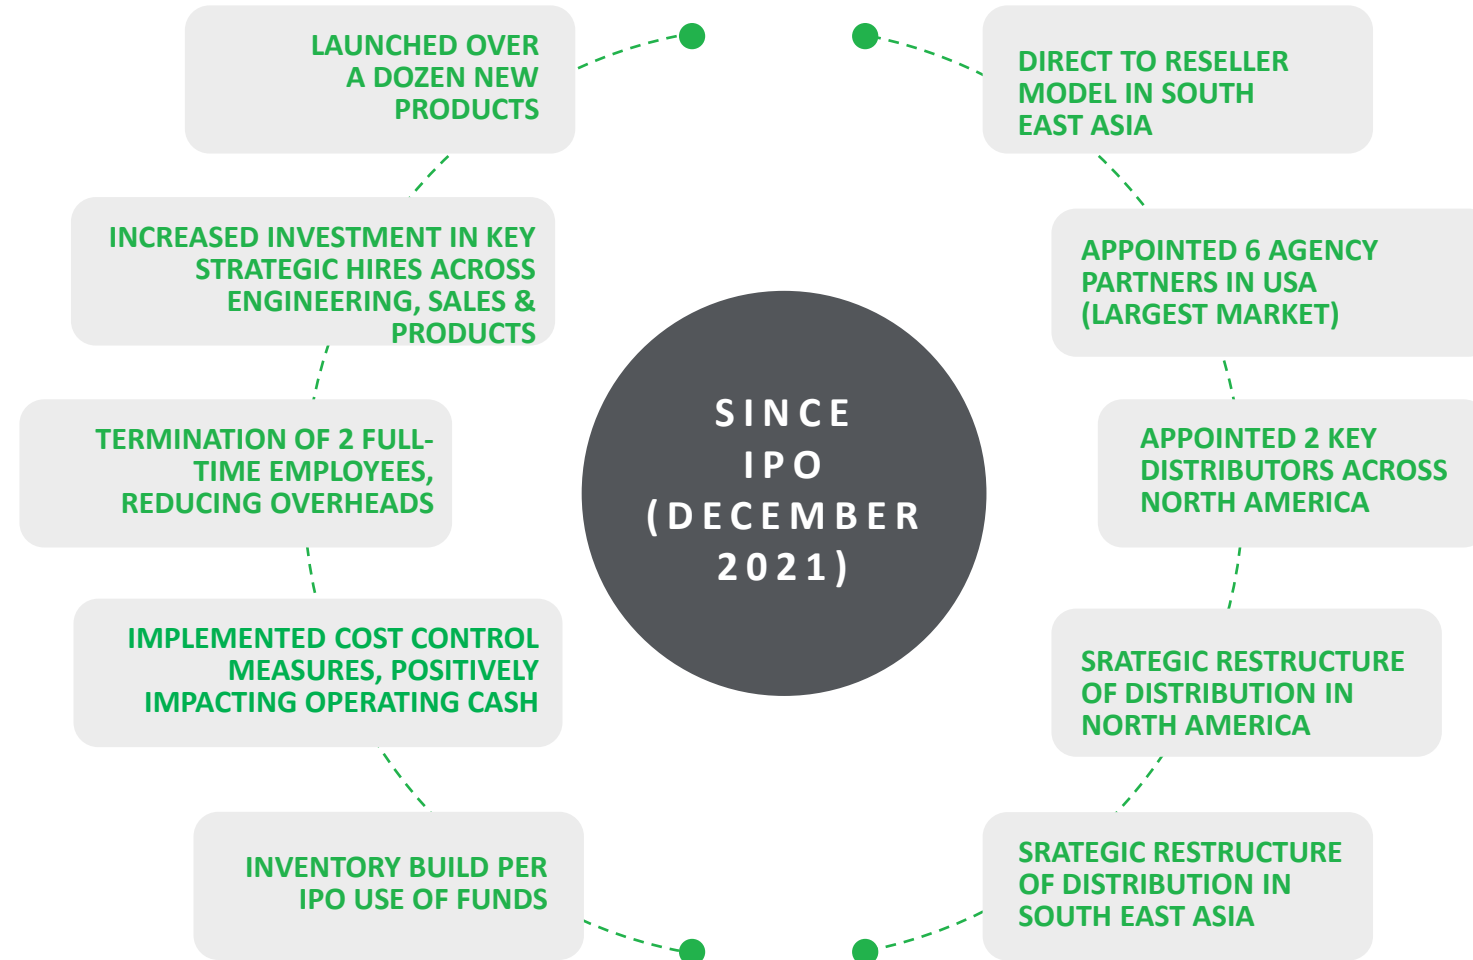 LAUNCHED OVER
A DOZEN NEW
PRODUCTS
INCREASED INVESTMENT IN KEY
STRATEGIC HIRES ACROSS
ENGINEERING, SALES &
PRODUCTS
TERMINATION OF 2 FULL-
TIME EMPLOYEES,
REDUCING OVERHEADS
IMPLEMENTED COST CONTROL
MEASURES, POSITIVELY
IMPACTING OPERATING CASH
INVENTORY BUILD PER
IPO USE OF FUNDS
SINCE
IPO
(DECEMBER
2021)
DIRECT TO RESELLER
MODEL IN SOUTH
EAST ASIA
APPOINTED 6 AGENCY
PARTNERS IN USA
(LARGEST MARKET)
APPOINTED 2 KEY
DISTRIBUTORS ACROSS
NORTH AMERICA
SRATEGIC RESTRUCTURE
OF DISTRIBUTION IN
NORTH AMERICA
SRATEGIC RESTRUCTURE
OF DISTRIBUTION IN
SOUTH EAST ASIA